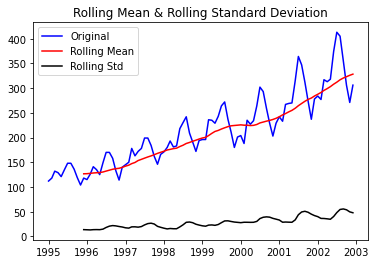 Rolling Mean & Rolling Standard Deviation
Original
Rolling Mean
Rolling Std
400
350
300
250
200
150
100
50
0
1995 1996 1997 1998 1999 2000 2001 2002 2003